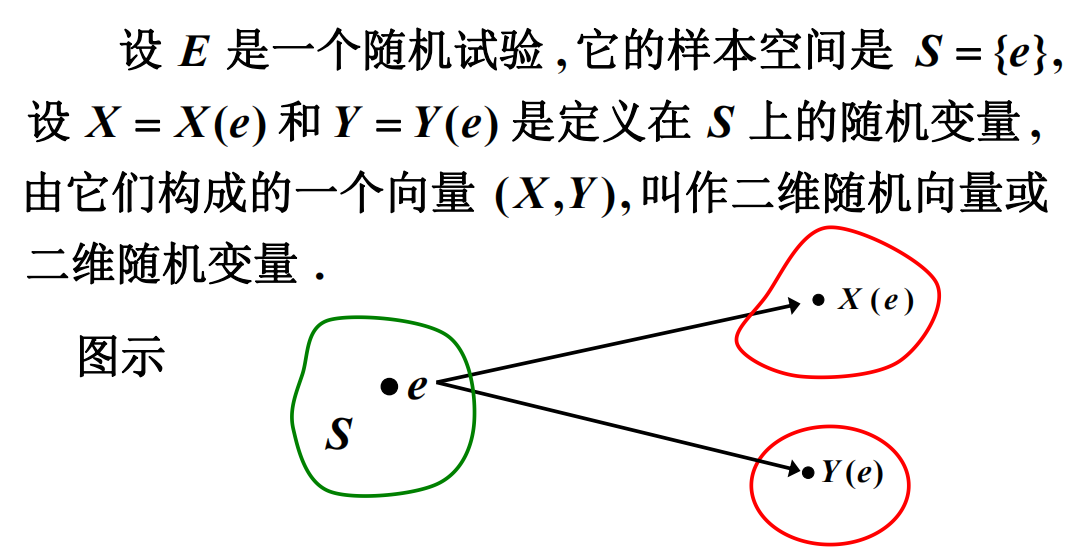 设 E 是一个随机试验 , 它的样本空间是 S = {e},
设 X = X(e) 和 Y = Y(e) 是定义在 S 上的随机变量 ,
由它们构成的一个向量 (X,Y), 叫作二维随机向量或
二维随机变量 .
X(e)
图示
e
S
Y(e)